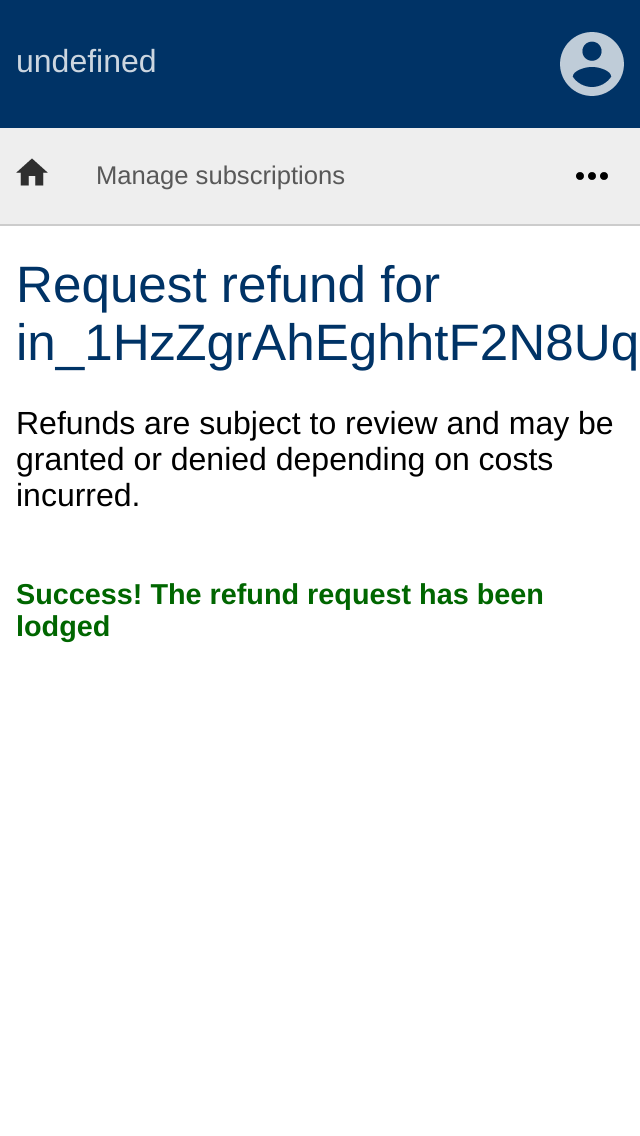 undefined
Manage subscriptions
Request refund for
in_1HzZgrAhEghhtF2N8Uq
Refunds are subject to review and may be
granted or denied depending on costs
incurred.
Success! The refund request has been
lodged